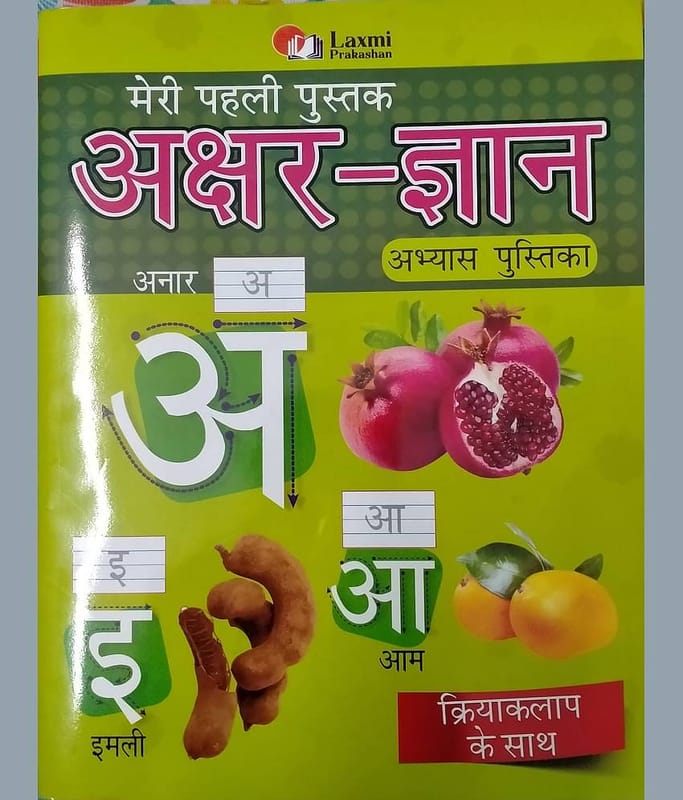 Laxmi
Prakashan
मेरी पहली पुस्तक
अक्षर-ज्ञान
अभ्यास पुस्तिका
अनार
अ
अ
आ
आ
आम
इ
इ
इमली
क्रियाकलाप
के साथ